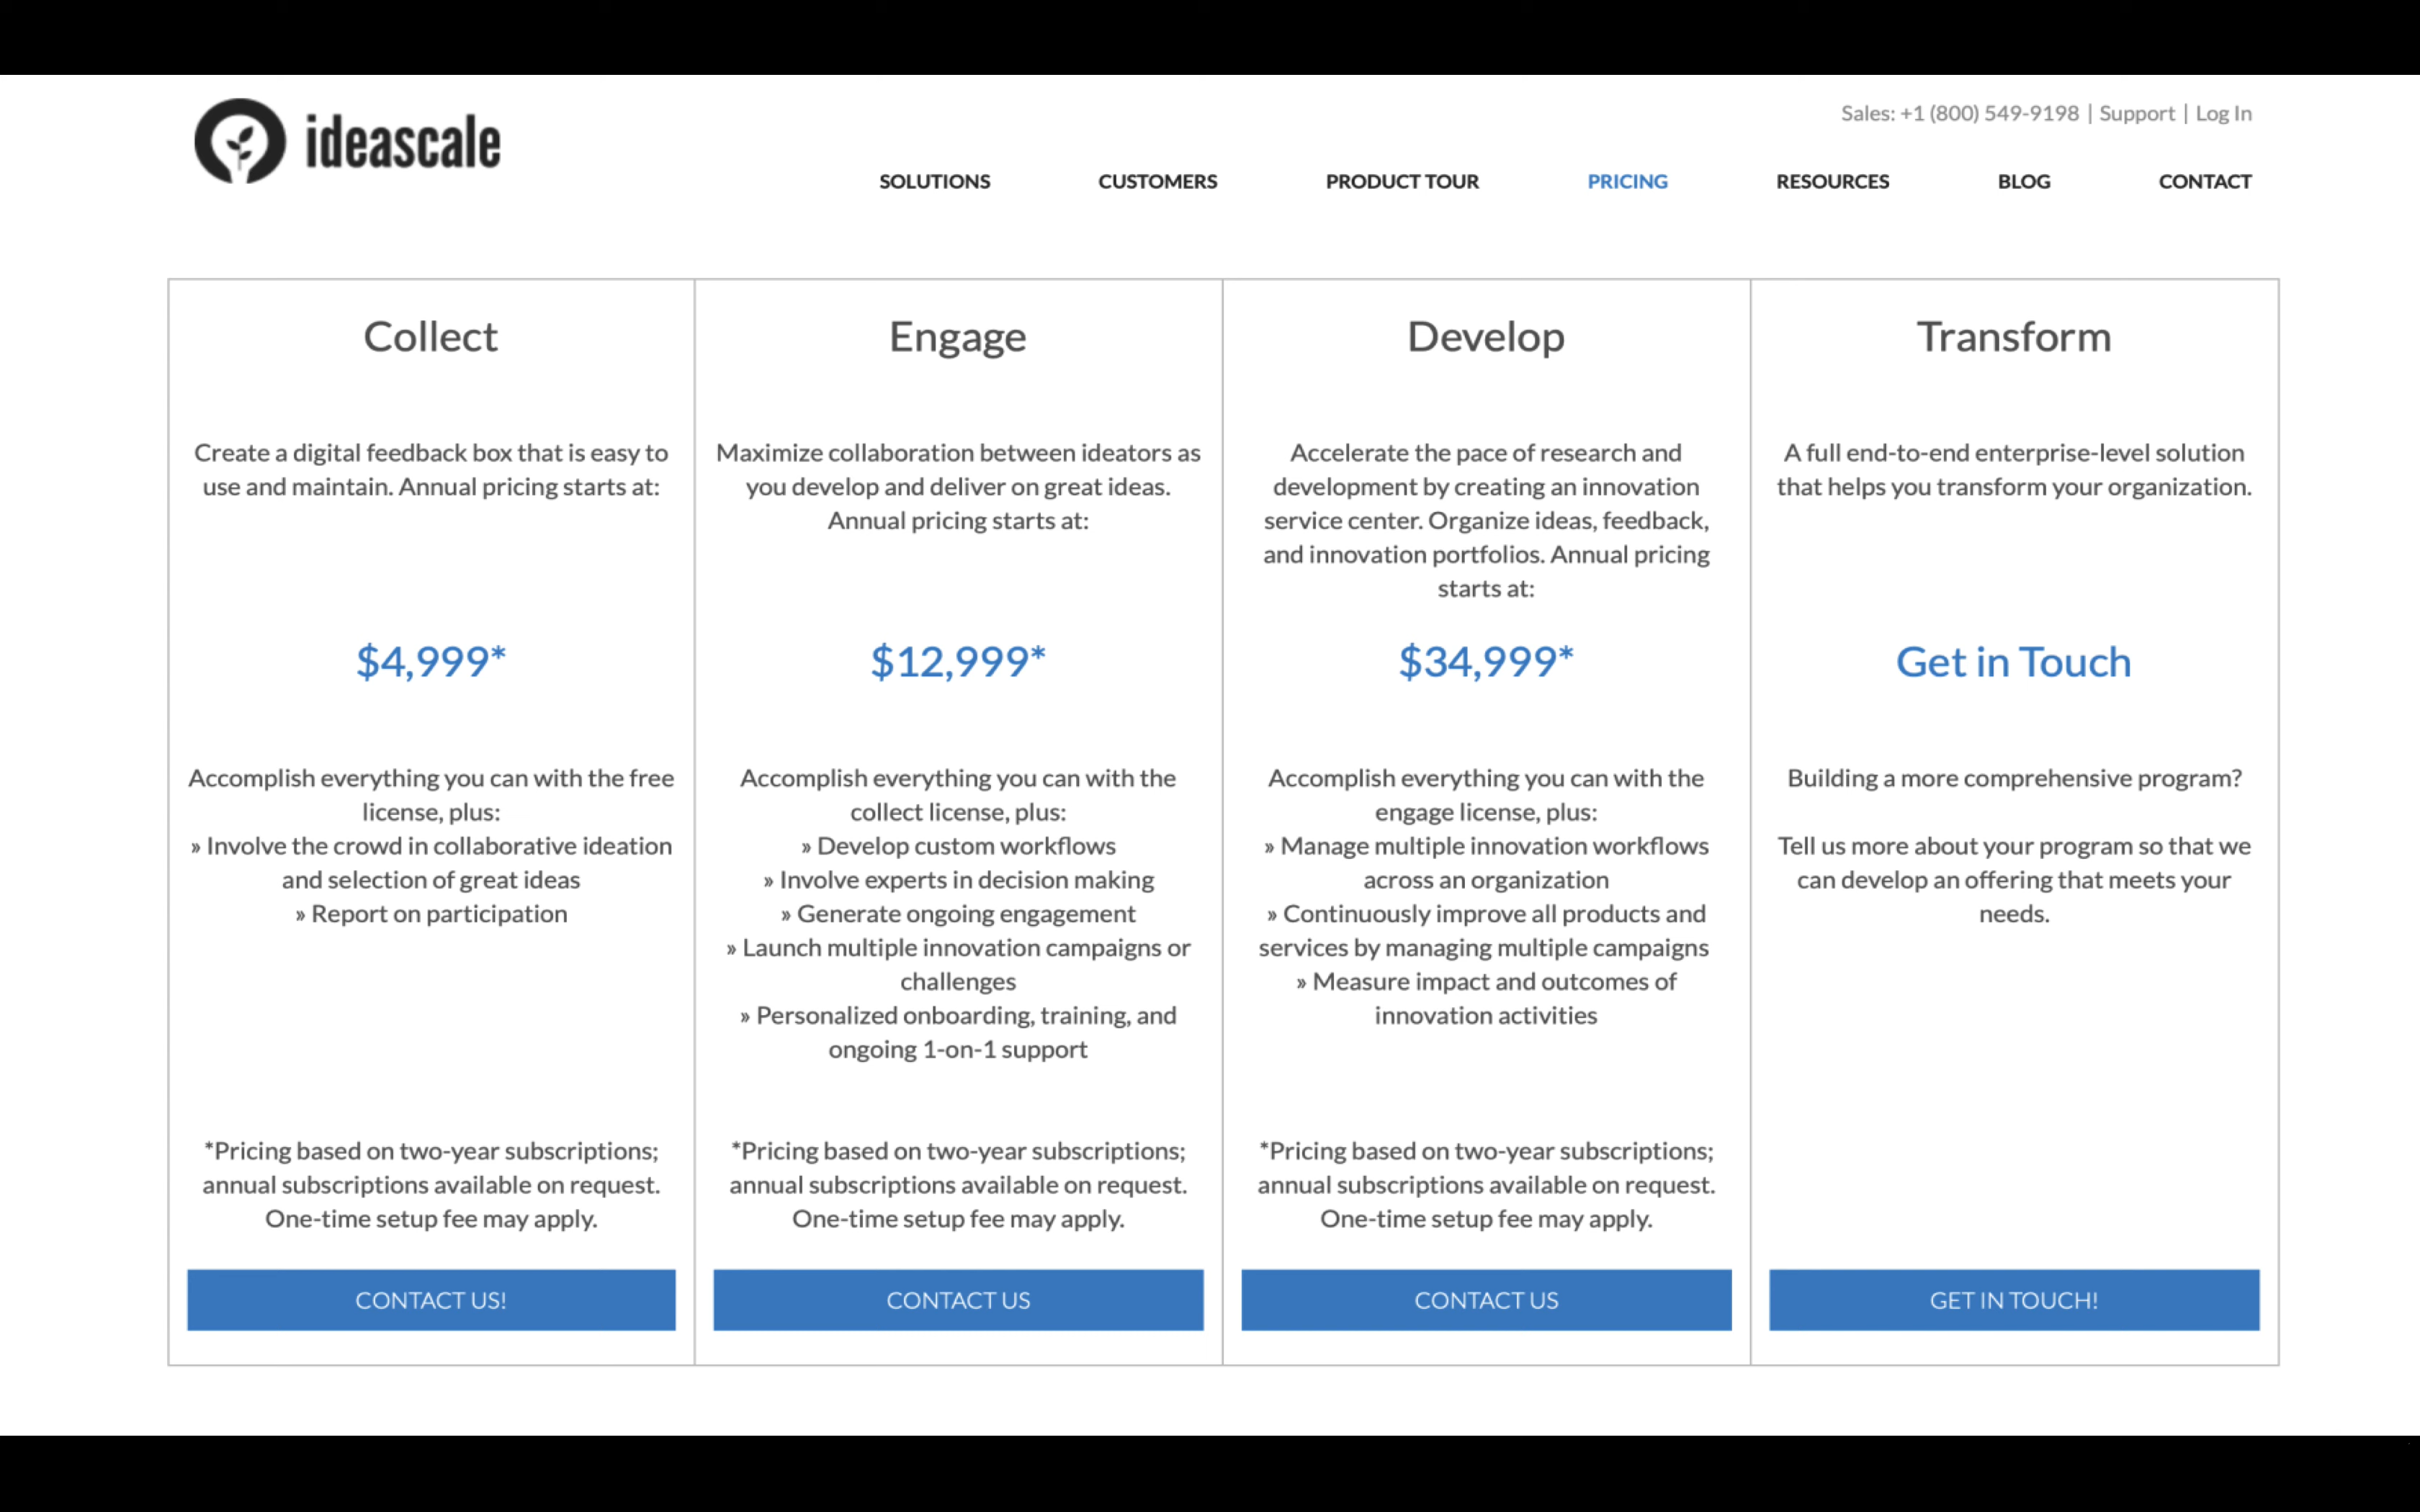 ideascale
Sales: +1 (800) 549-9198 | Support | Log In
SOLUTIONS
CUSTOMERS
PRODUCT TOUR
PRICING
RESOURCES
BLOG
CONTACT
Collect
Create a digital feedback box that is easy to
use and maintain. Annual pricing starts at:
$4,999*
Accomplish everything you can with the free
license, plus:
» Involve the crowd in collaborative ideation
and selection of great ideas
» Report on participation
*Pricing based on two-year subscriptions;
annual subscriptions available on request.
One-time setup fee may apply.
CONTACT US!
Engage
Maximize collaboration between ideators as
you develop and deliver on great ideas.
Annual pricing starts at:
$12,999*
Accomplish everything you can with the
collect license, plus:
» Develop custom workflows
» Involve experts in decision making
» Generate ongoing engagement
» Launch multiple innovation campaigns or
challenges
» Personalized onboarding, training, and
ongoing 1-on-1 support
*Pricing based on two-year subscriptions;
annual subscriptions available on request.
One-time setup fee may apply.
CONTACT US
Develop
Accelerate the pace of research and
development by creating an innovation
service center. Organize ideas, feedback,
and innovation portfolios. Annual pricing
starts at:
$34,999*
Accomplish everything you can with the
engage license, plus:
» Manage multiple innovation workflows
across an organization
» Continuously improve all products and
services by managing multiple campaigns
» Measure impact and outcomes of
innovation activities
*Pricing based on two-year subscriptions;
annual subscriptions available on request.
One-time setup fee may apply.
CONTACT US
Transform
A full end-to-end enterprise-level solution
that helps you transform your organization.
Get in Touch
Building a more comprehensive program?
Tell us more about your program so that we
can develop an offering that meets your
needs.
GET IN TOUCH!